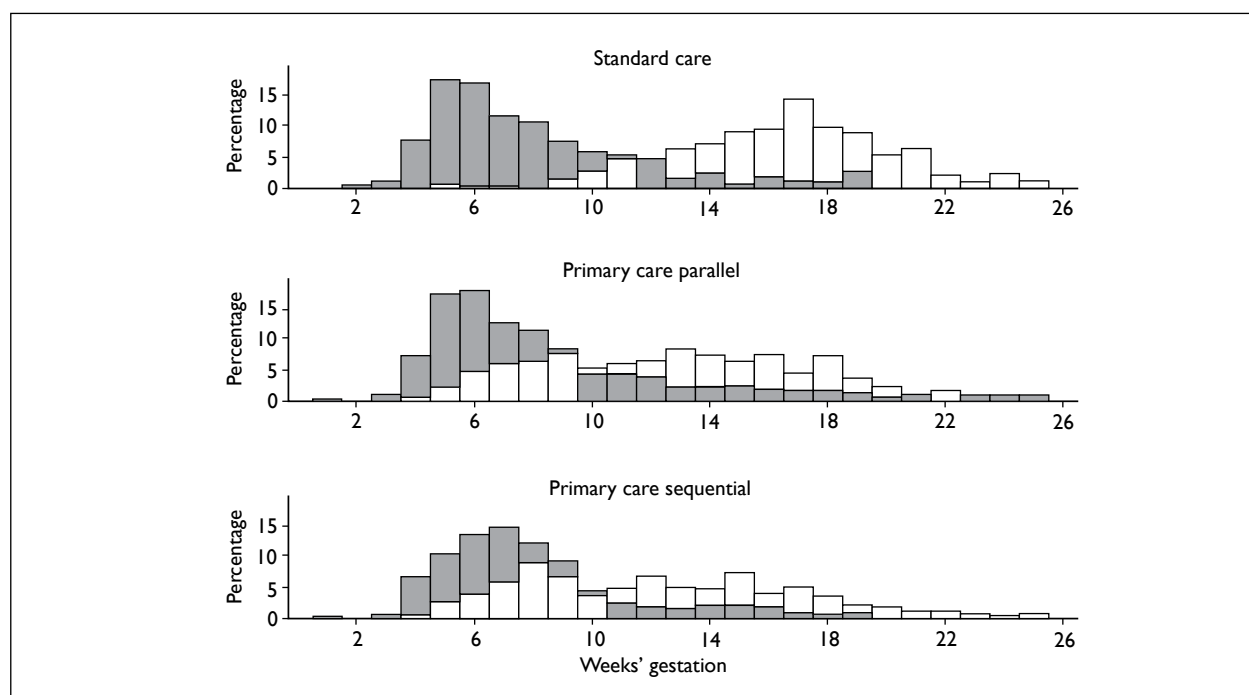 Standard care
Percentage
15
10
5
0
2 6 10 14 18 22 26
Primary care parallel
Percentage
15
10
5
0
2 6 10 14 18 22 26
Primary care sequential
Percentage
15
10
5
0
2 6 10 14 18 22 26
Weeks’ gestation